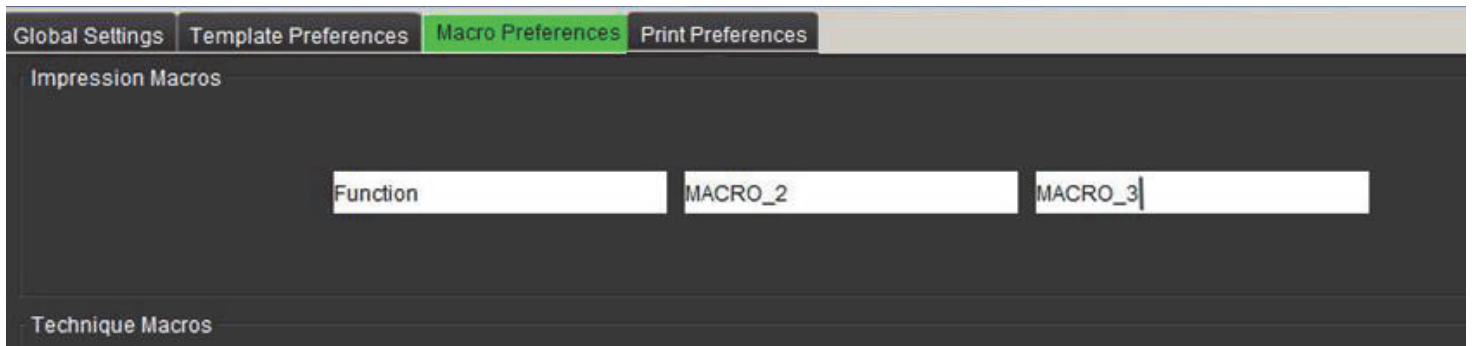 Global Settings Template Preferences Macro Preferences Print Preferences
Impression Macros
Function MACRO_2 MACRO_3
Technique Macros